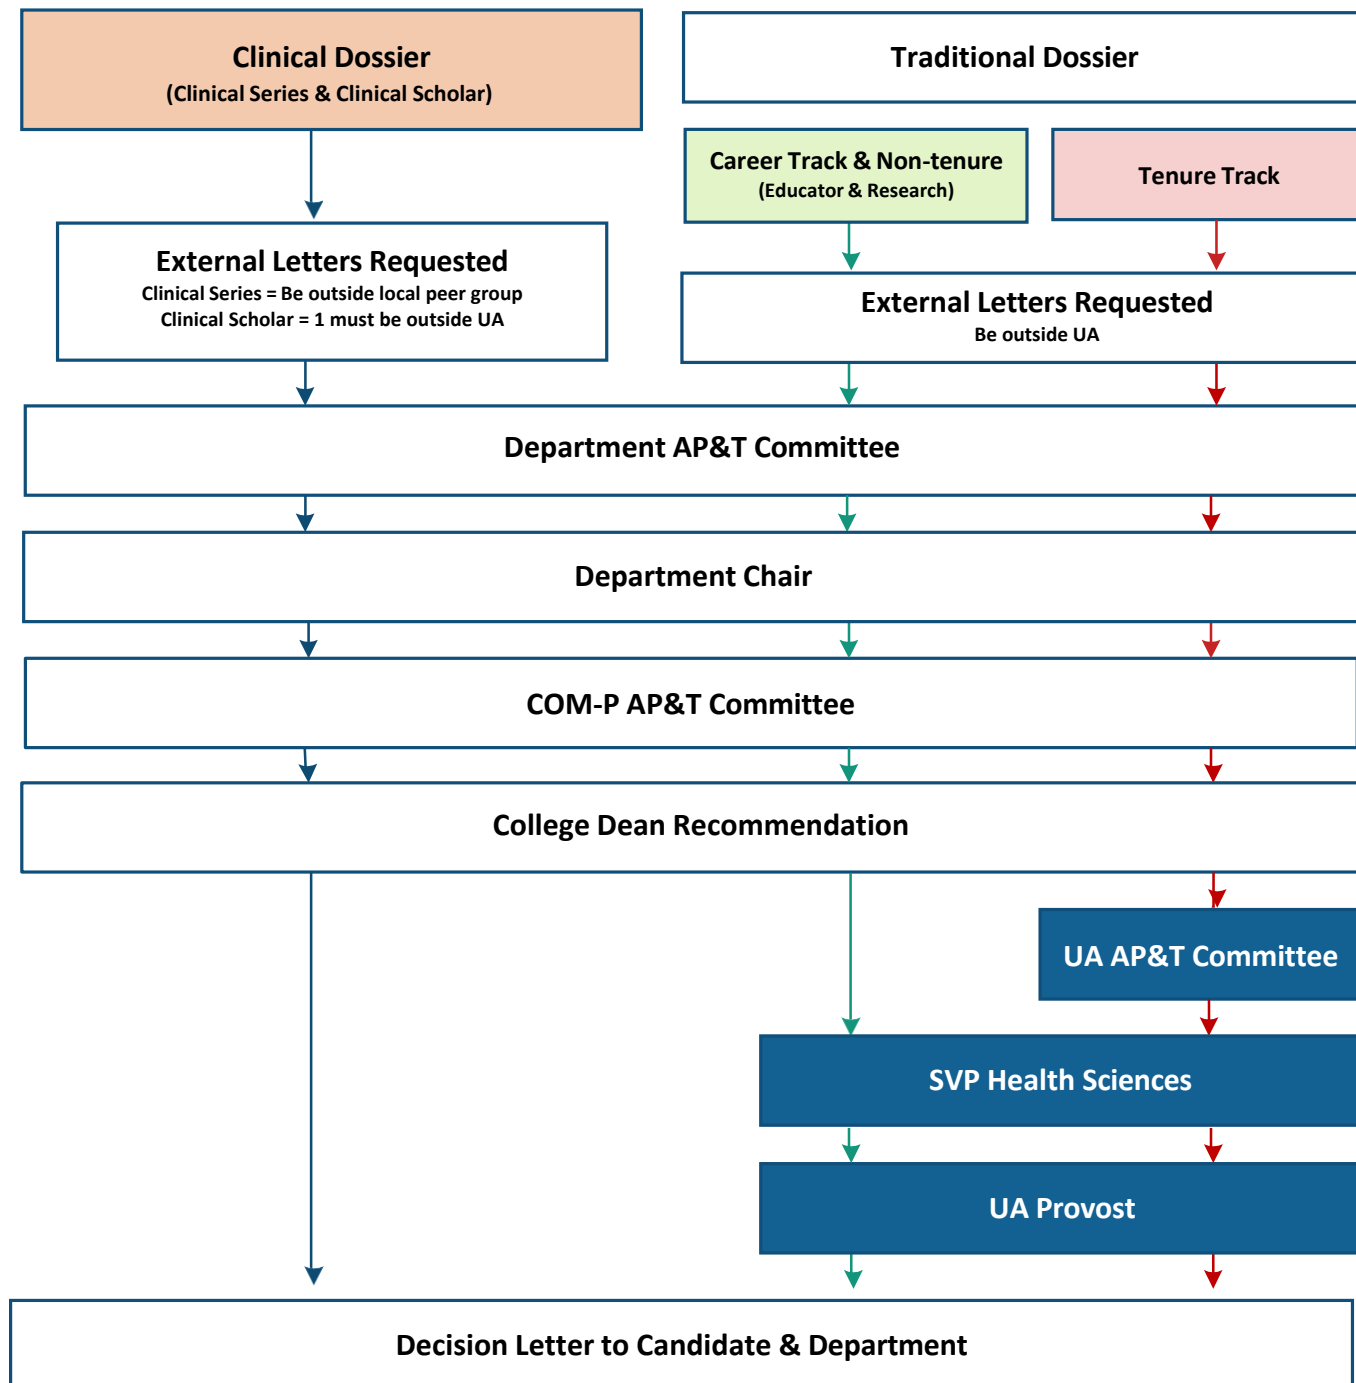 Clinical Dossier
(Clinical Series & Clinical Scholar)
Traditional Dossier
Career Track & Non-tenure
(Educator & Research)
Tenure Track
External Letters Requested
Clinical Series = Be outside local peer group
Clinical Scholar = 1 must be outside UA
External Letters Requested
Be outside UA
Department AP&T Committee
Department Chair
COM-P AP&T Committee
College Dean Recommendation
UA AP&T Committee
SVP Health Sciences
UA Provost
Decision Letter to Candidate & Department